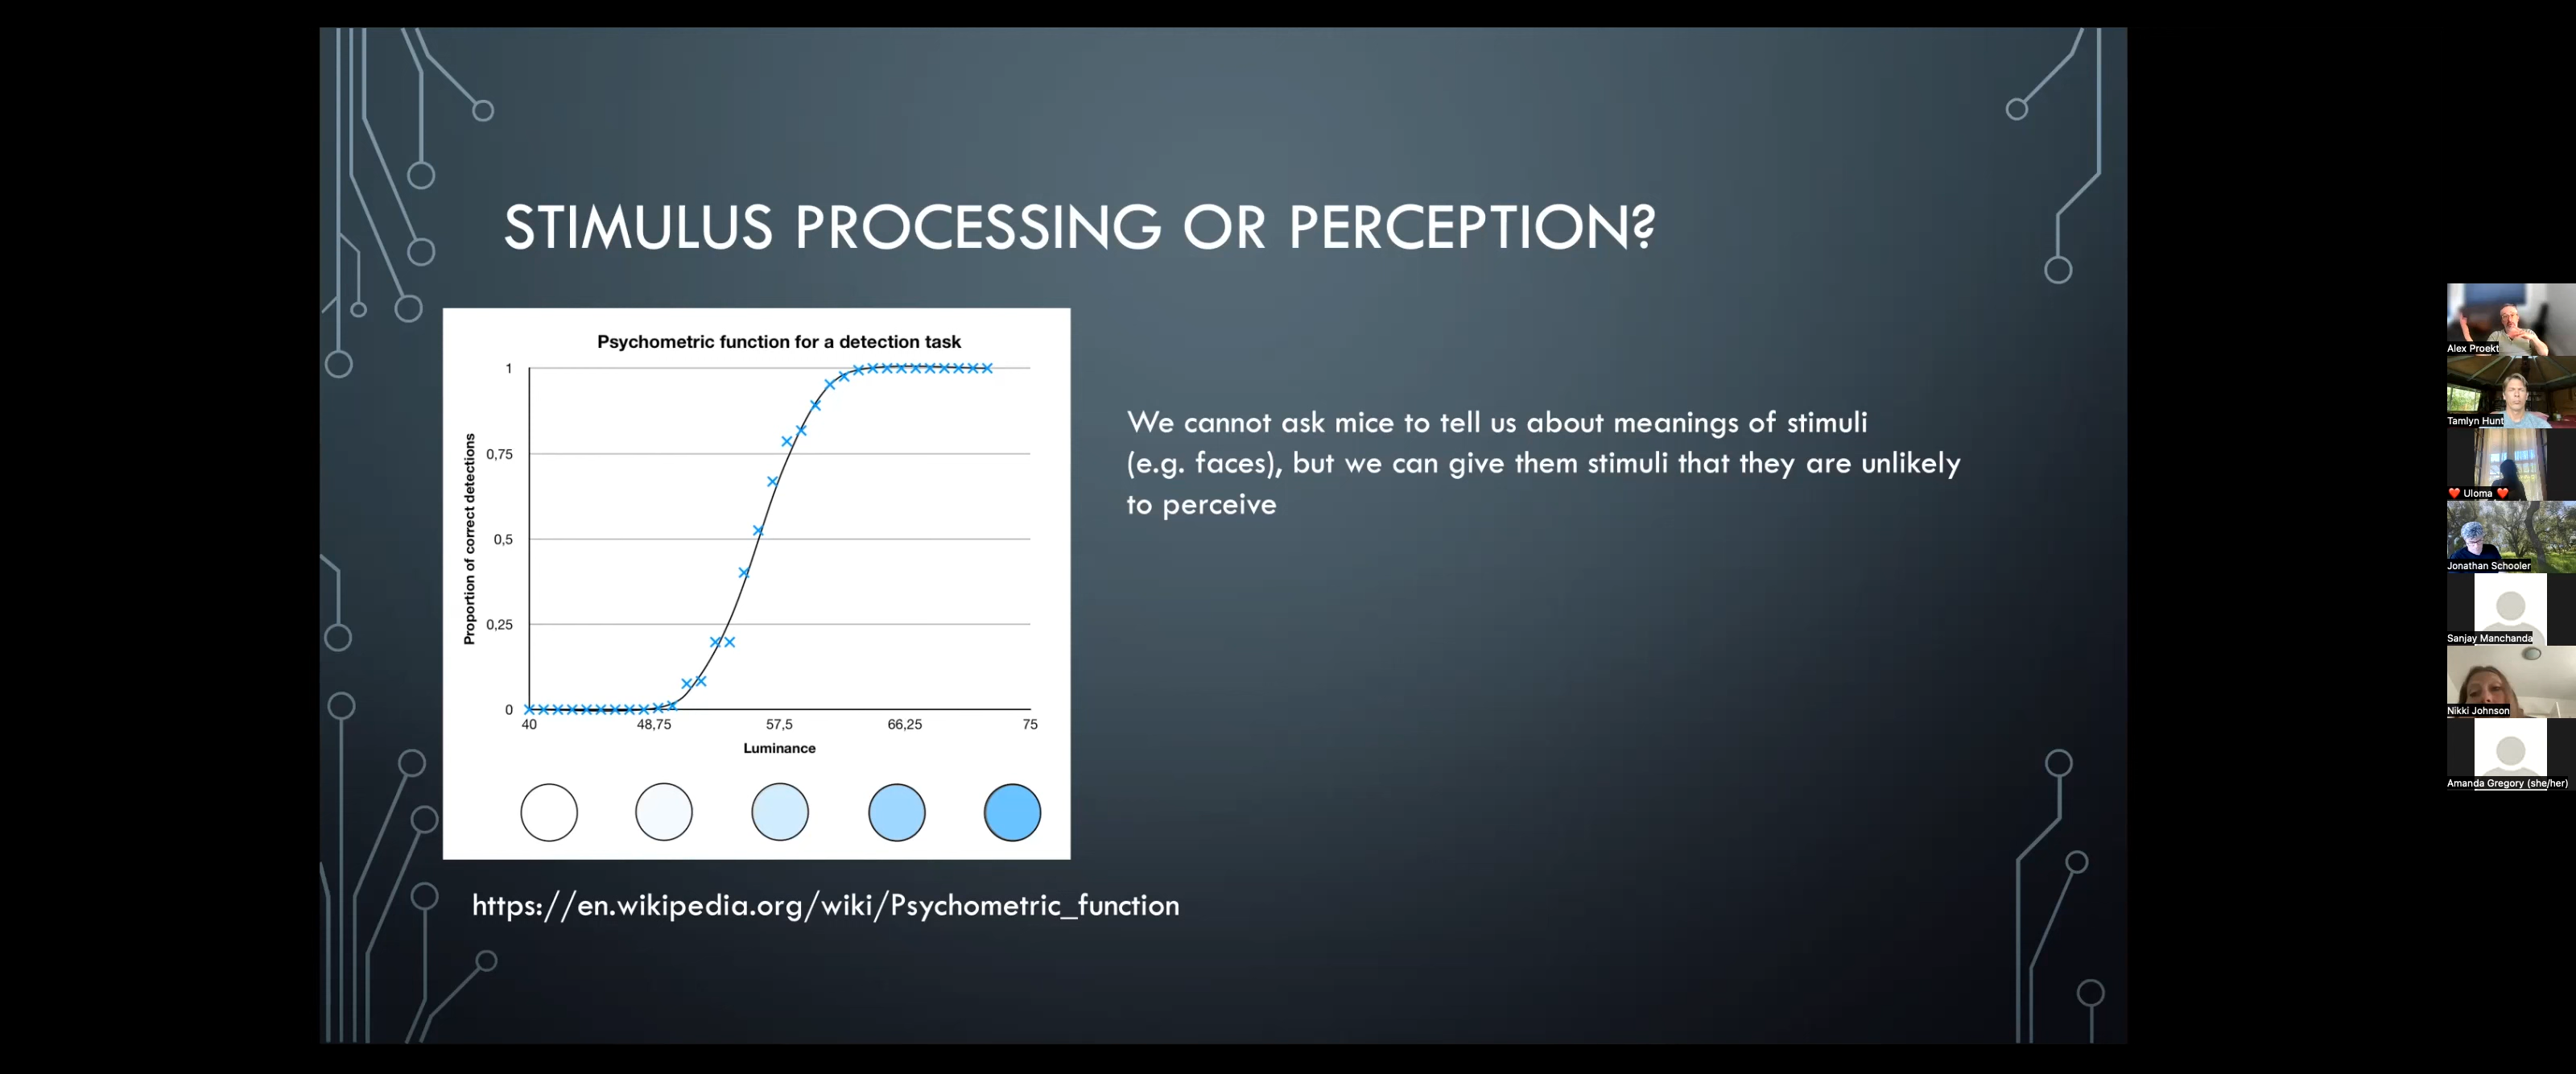 STIMULUS PROCESSING OR PERCEPTION?
Psychometric function for a detection task
Proportion of correct detections
1
0,75
0,5
0,25
0
40
48,75
57,5
66,25
75
Luminance
We cannot ask mice to tell us about meanings of stimuli
(e.g. faces), but we can give them stimuli that they are unlikely
to perceive
https://en.wikipedia.org/wiki/Psychometric_function
Alex Proekt
Tamlyn Hunt
❤️ Uloma ❤️
Jonathan Schooler
Sanjay Manchanda
Nikki Johnson
Amanda Gregory (she/her)